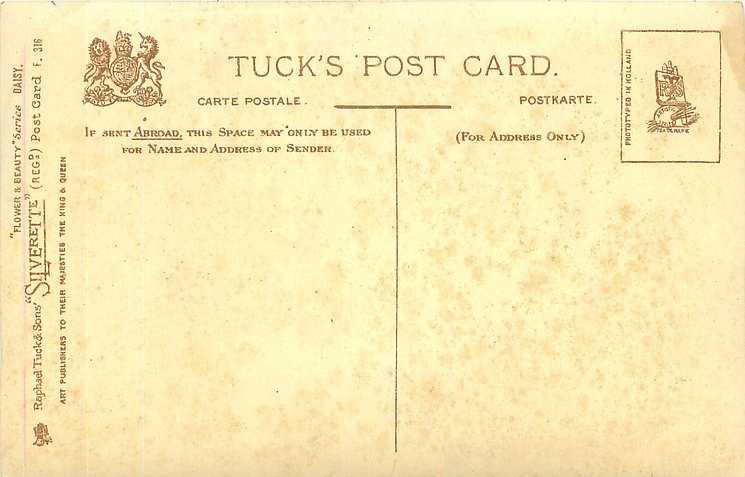 TUCK'S POST CARD.
CARTE POSTALE.
POSTKARTE.
IF SENT ABROAD, THIS SPACE MAY ONLY BE USED
FOR NAME AND ADDRESS OF SENDER.
(FOR ADDRESS ONLY)
PHOTOTYPED IN HOLLAND
TRADE MARK
"FLOWER & BEAUTY" Series DAISY.
Raphael Tuck & Sons' "SILVERETTE" (REGD) Post Card F. 316
ART PUBLISHERS TO THEIR MAJESTIES THE KING & QUEEN